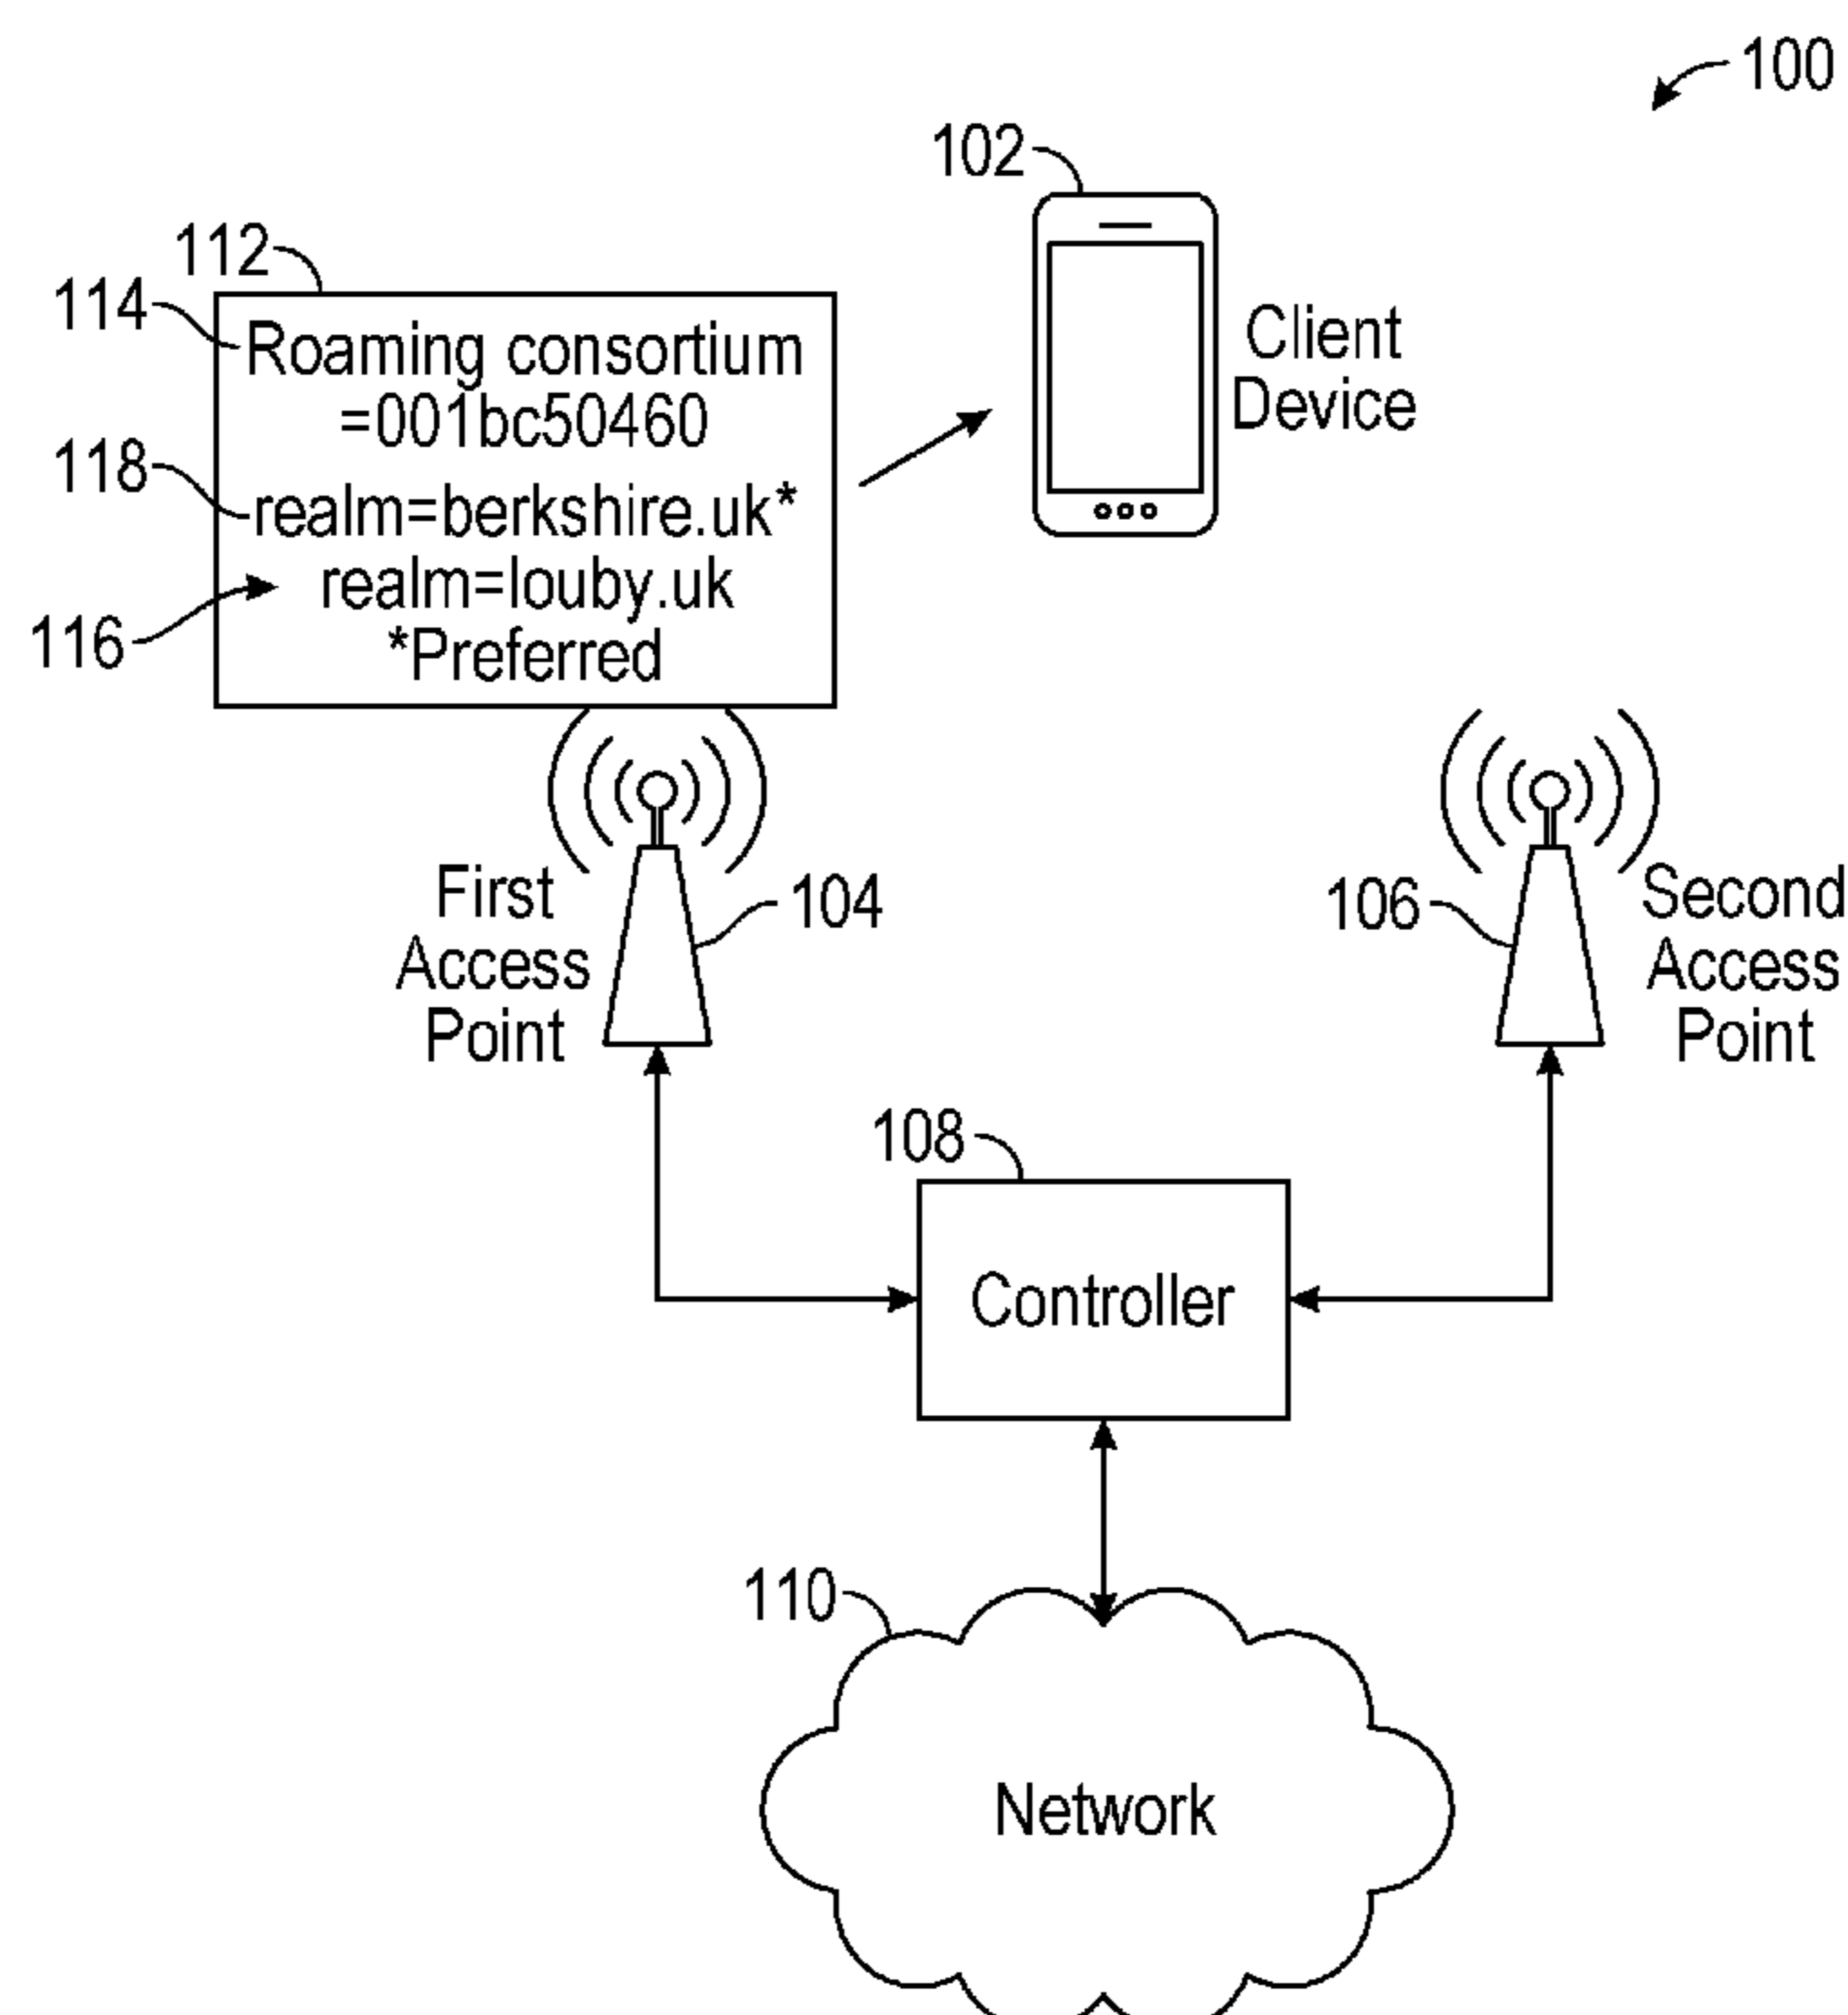 100
102
112
114
Roaming consortium
=001bc50460
118
realm=berkshire.uk*
realm=louby.uk
116
*Preferred
Client
Device
First
Access
Point
104
106
Second
Access
Point
108
Controller
110
Network